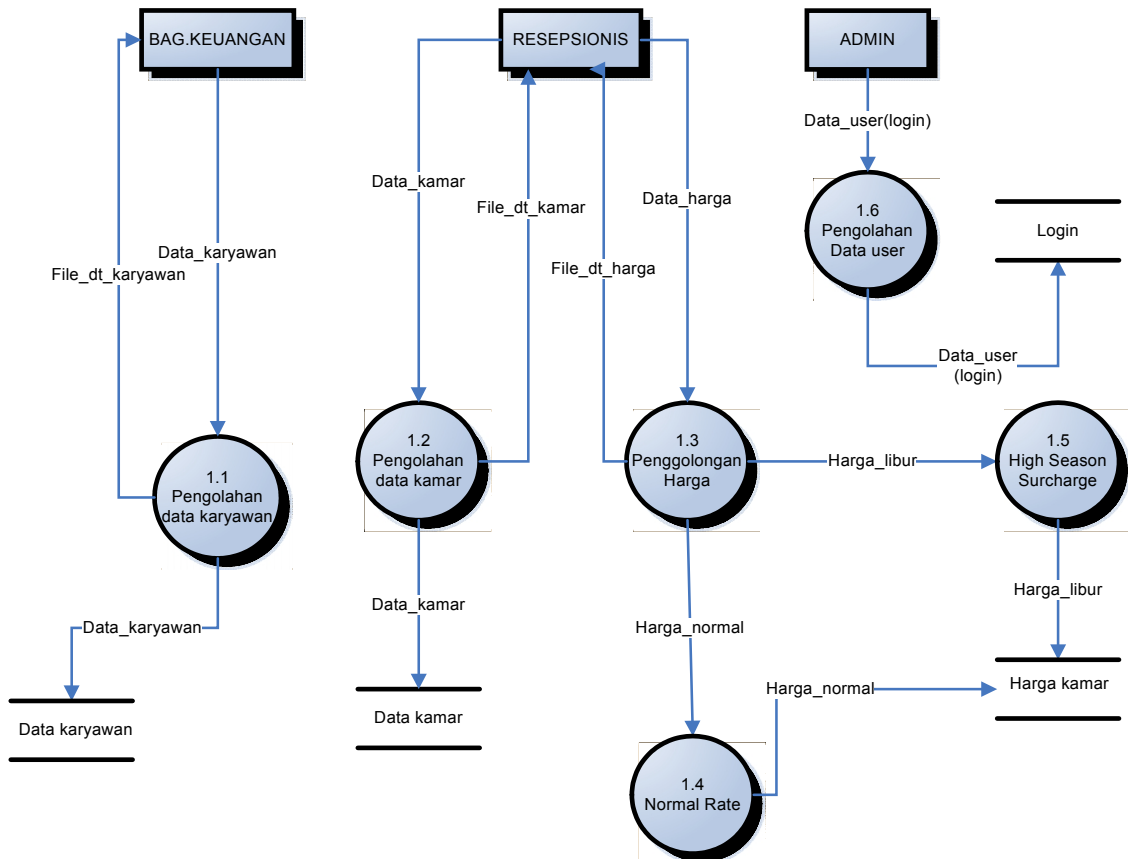 BAG.KEUANGAN
RESEPSIONIS
ADMIN
Data_user(login)
Data_kamar
File_dt_kamar
Data_harga
1.6
Pengolahan
Data user
Login
File_dt_karyawan
Data_karyawan
File_dt_harga
Data_user
(login)
1.1
Pengolahan
data karyawan
1.2
Pengolahan
data kamar
1.3
Penggolongan
Harga
Harga_libur
1.5
High Season
Surcharge
Data_karyawan
Data_kamar
Harga_normal
Harga_libur
Data karyawan
Data kamar
Harga_normal
Harga kamar
1.4
Normal Rate